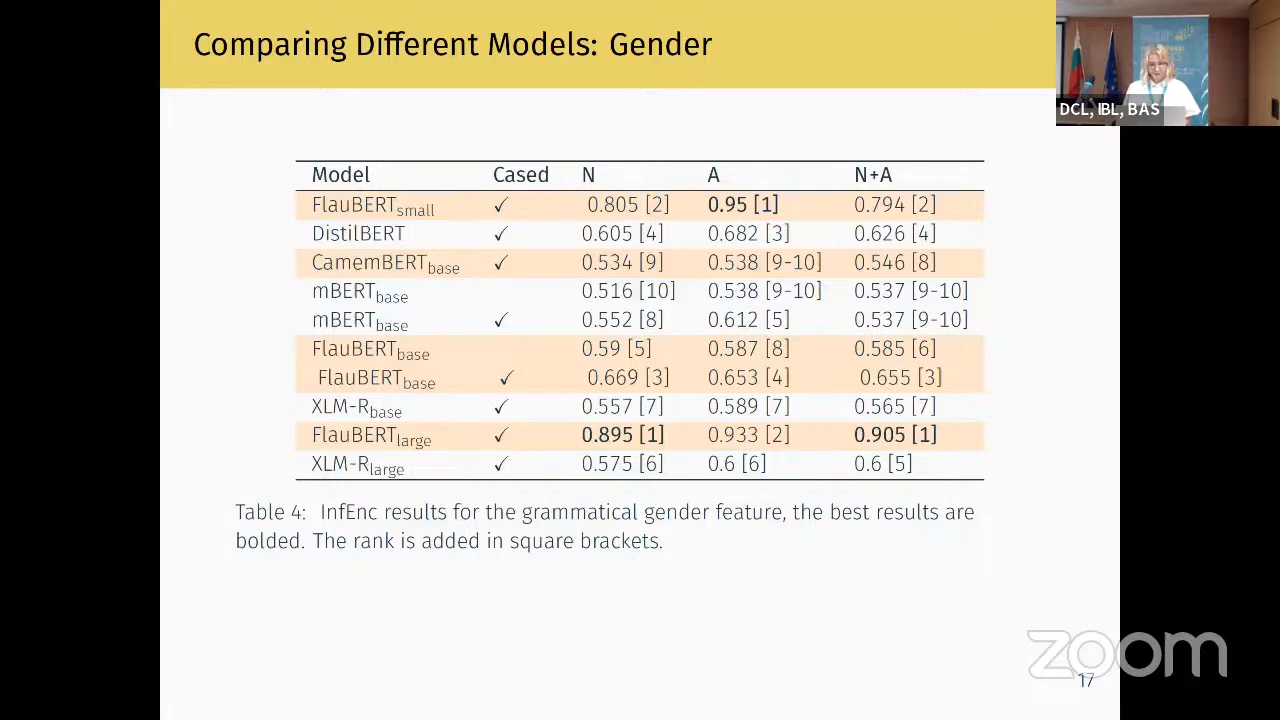 Comparing Different Models: Gender
DCL, IBL, BAS
Model Cased N A N+A
FlauBERTsmall ✓ 0.805 [2] 0.95 [1] 0.794 [2]
DistilBERT ✓ 0.605 [4] 0.682 [3] 0.626 [4]
CamemBERTbase ✓ 0.534 [9] 0.538 [9-10] 0.546 [8]
mBERTbase 0.516 [10] 0.538 [9-10] 0.537 [9-10]
mBERTbase ✓ 0.552 [8] 0.612 [5] 0.537 [9-10]
FlauBERTbase 0.59 [5] 0.587 [8] 0.585 [6]
FlauBERTbase ✓ 0.669 [3] 0.653 [4] 0.655 [3]
XLM-Rbase ✓ 0.557 [7] 0.589 [7] 0.565 [7]
FlauBERTlarge ✓ 0.895 [1] 0.933 [2] 0.905 [1]
XLM-Rlarge ✓ 0.575 [6] 0.6 [6] 0.6 [5]
Table 4: InfEnc results for the grammatical gender feature, the best results are
bolded. The rank is added in square brackets.
zoom
17